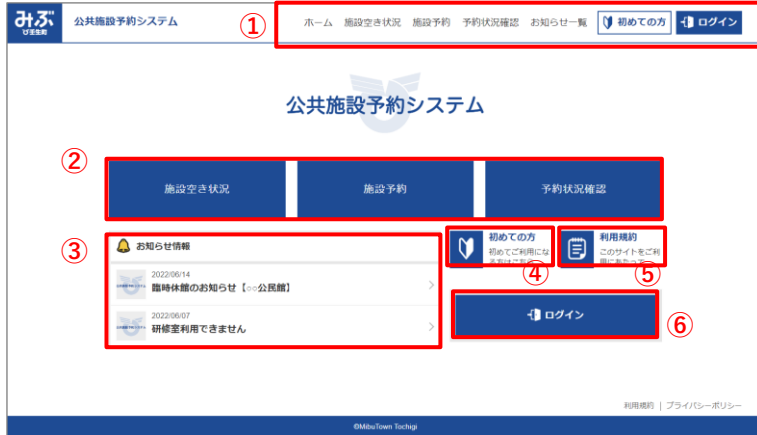 みぶ
び壬生町
公共施設予約システム
①
ホーム 施設空き状況 施設予約 予約状況確認 お知らせ一覧 初めての方 ログイン
公共施設予約システム
②
施設空き状況 施設予約 予約状況確認
③
お知らせ情報
2022/06/14
臨時休館のお知らせ【○○公民館】
2022/06/07
研修室利用できません
初めての方
初めてご利用にな
④
利用規約
このサイトをご利
用にあたって
⑤
ログイン
⑥
利用規約 | プライバシーポリシー
©MibuTown Tochigi